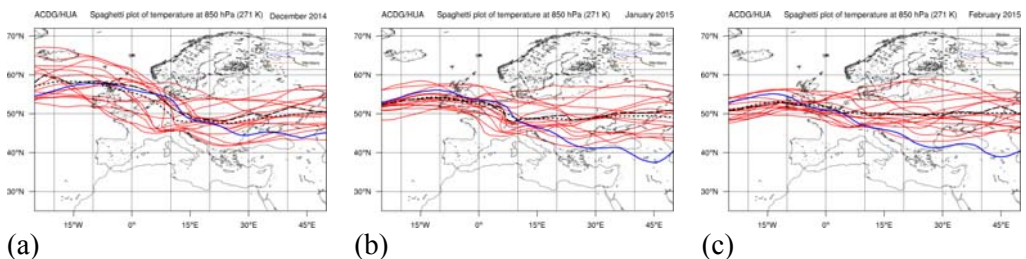 ACDG/HUA Spaghetti plot of temperature at 850 hPa (271 K) December 2014
70°N
60°N
50°N
40°N
30°N
15°W 0° 15°E 30°E 45°E
(a)
ACDG/HUA Spaghetti plot of temperature at 850 hPa (271 K) January 2015
70°N
60°N
50°N
40°N
30°N
15°W 0° 15°E 30°E 45°E
(b)
ACDG/HUA Spaghetti plot of temperature at 850 hPa (271 K) February 2015
70°N
60°N
50°N
40°N
30°N
15°W 0° 15°E 30°E 45°E
(c)